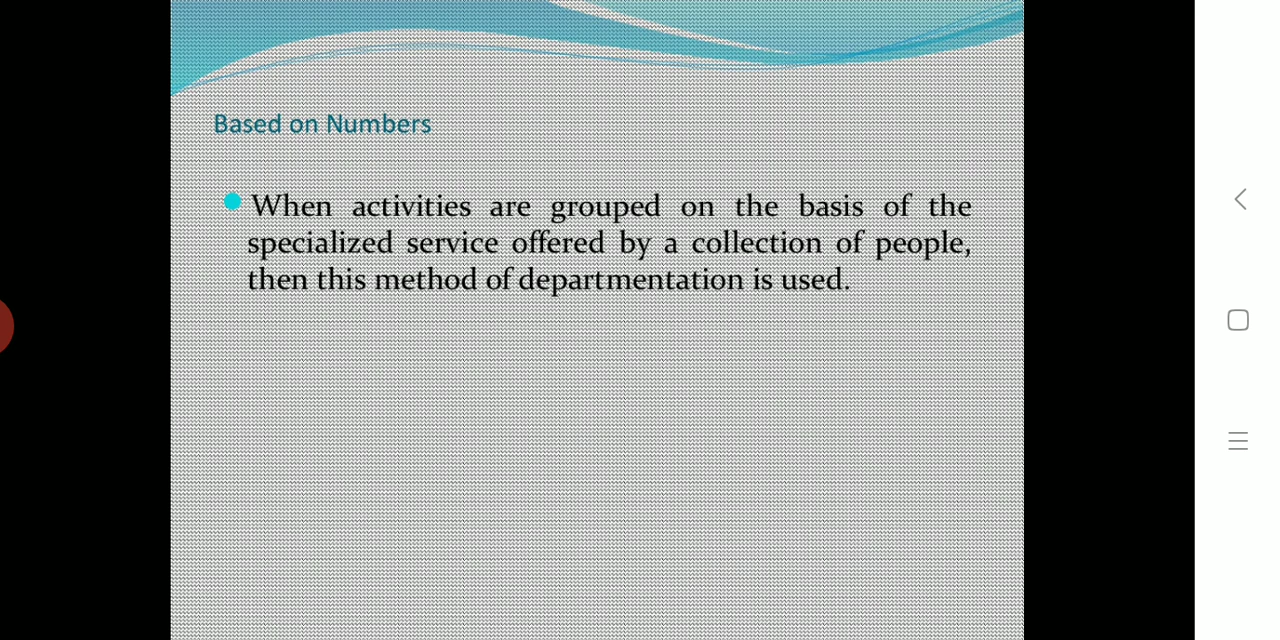 Based on Numbers
When activities are grouped on the basis of the
specialized service offered by a collection of people,
then this method of departmentation is used.